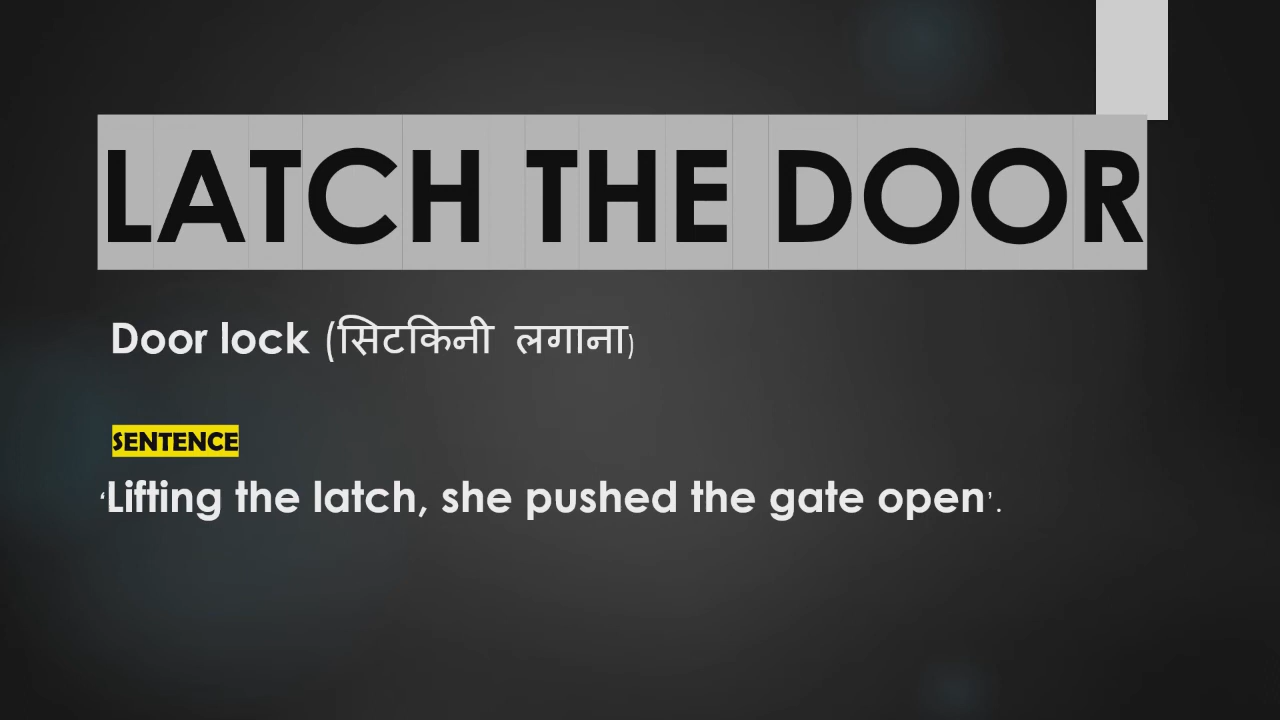 LATCH THE DOOR
Door lock (सिटकिनी लगाना)
SENTENCE
‘Lifting the latch, she pushed the gate open’.